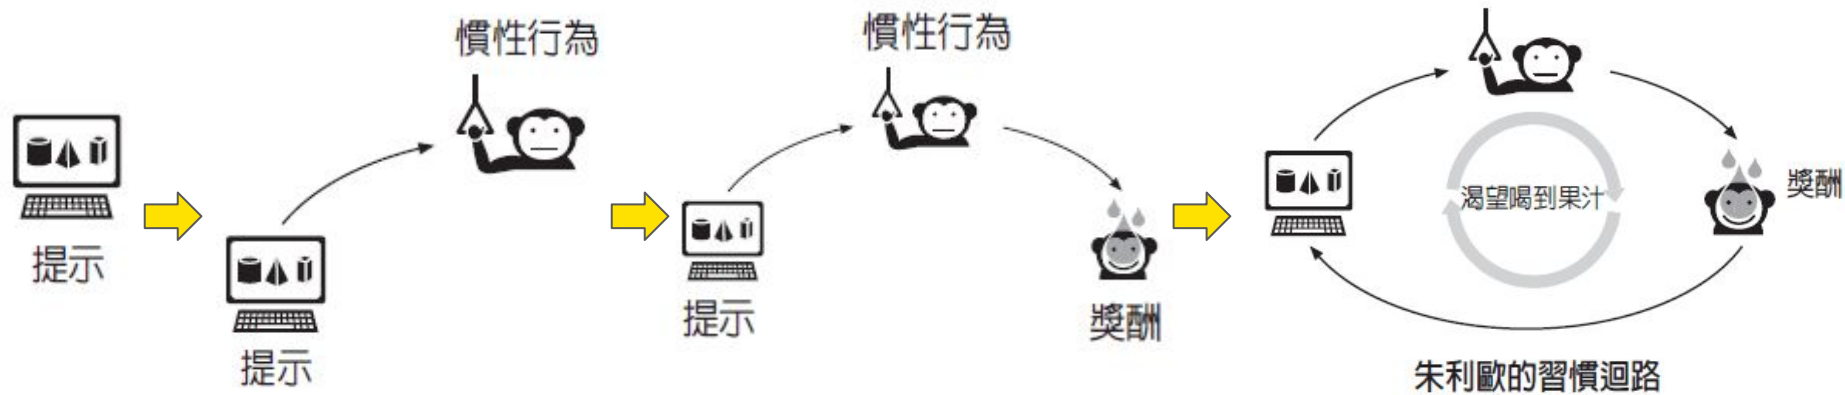 提示
慣性行為
提示
慣性行為
提示
獎酬
渴望喝到果汁
獎酬
朱利歐的習慣迴路